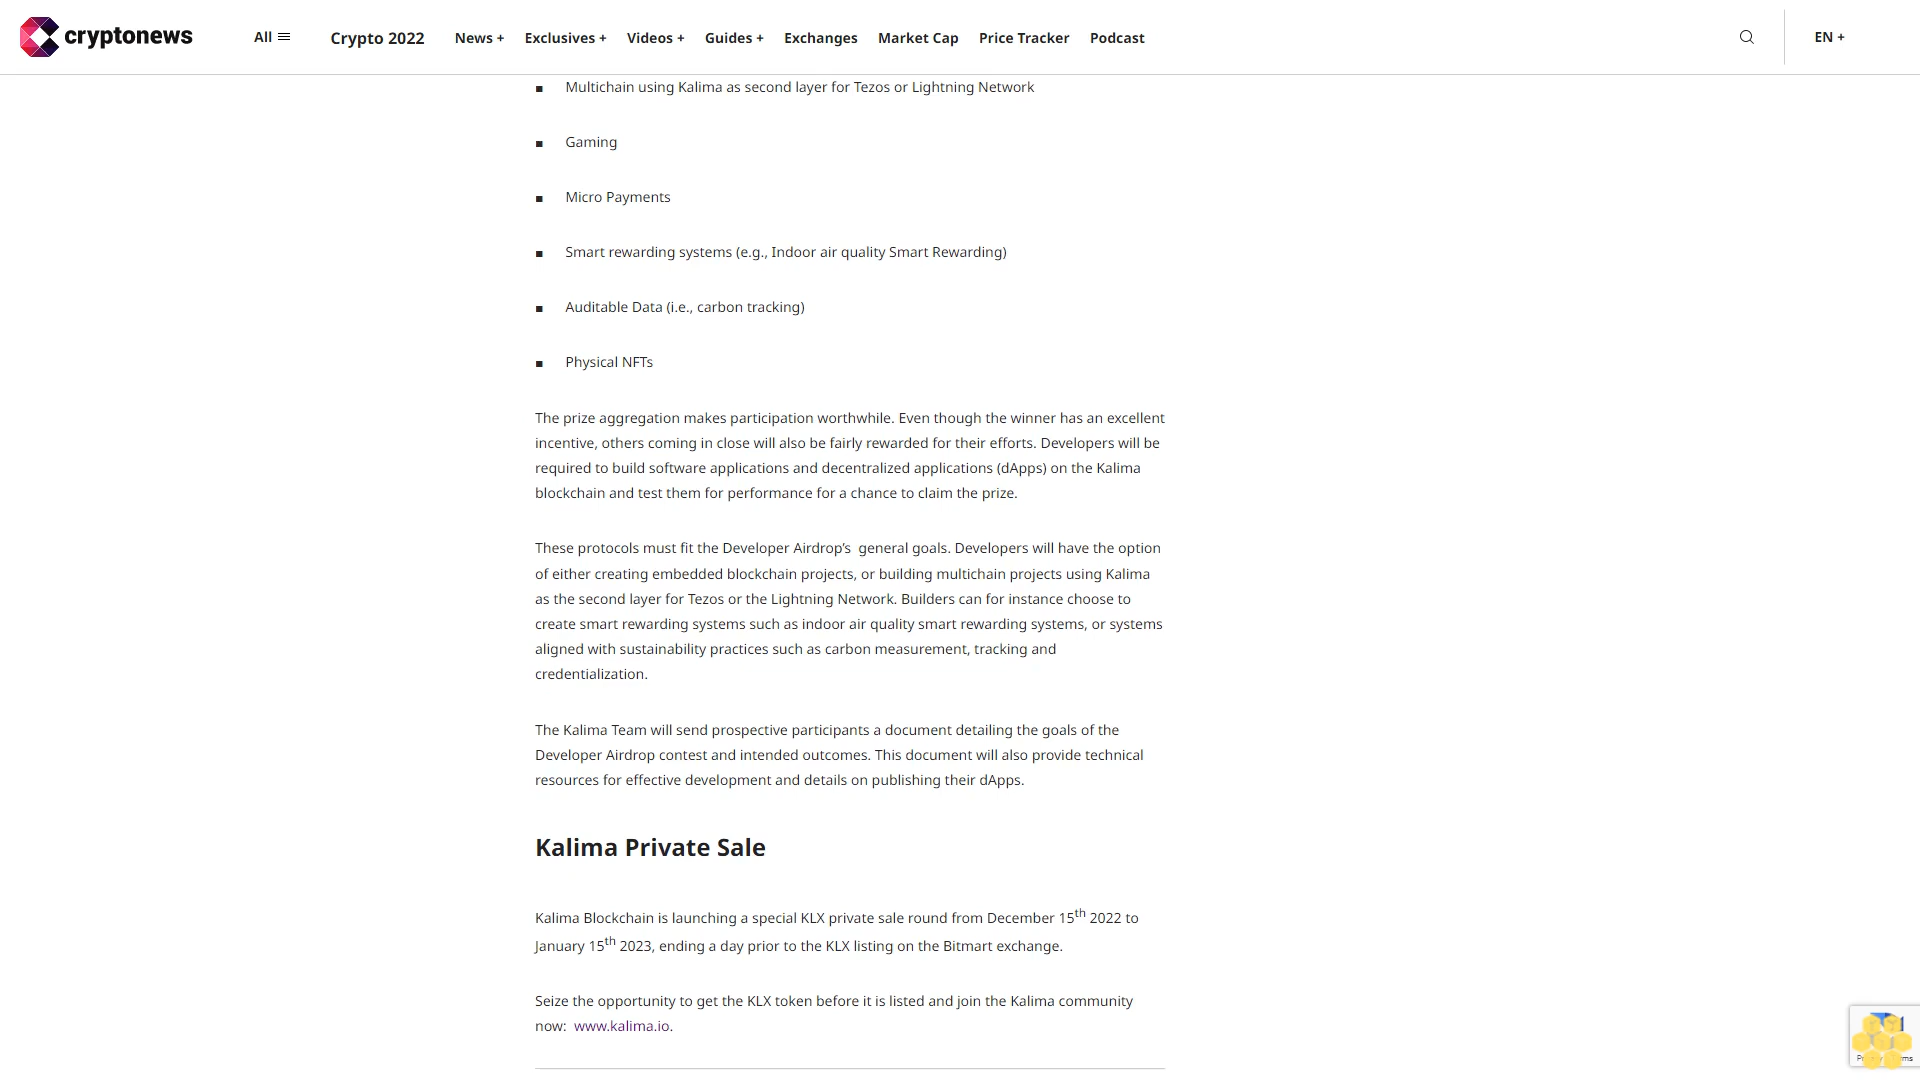 cryptonews
All
Crypto 2022
News +
Exclusives +
Videos +
Guides +
Exchanges
Market Cap
Price Tracker
Podcast
EN +
▪ Multichain using Kalima as second layer for Tezos or Lightning Network
▪ Gaming
▪ Micro Payments
▪ Smart rewarding systems (e.g., Indoor air quality Smart Rewarding)
▪ Auditable Data (i.e., carbon tracking)
▪ Physical NFTs
The prize aggregation makes participation worthwhile. Even though the winner has an excellent
incentive, others coming in close will also be fairly rewarded for their efforts. Developers will be
required to build software applications and decentralized applications (dApps) on the Kalima
blockchain and test them for performance for a chance to claim the prize.
These protocols must fit the Developer Airdrop’s  general goals. Developers will have the option
of either creating embedded blockchain projects, or building multichain projects using Kalima
as the second layer for Tezos or the Lightning Network. Builders can for instance choose to
create smart rewarding systems such as indoor air quality smart rewarding systems, or systems
aligned with sustainability practices such as carbon measurement, tracking and
credentialization.
The Kalima Team will send prospective participants a document detailing the goals of the
Developer Airdrop contest and intended outcomes. This document will also provide technical
resources for effective development and details on publishing their dApps.
Kalima Private Sale
Kalima Blockchain is launching a special KLX private sale round from December 15th 2022 to
January 15th 2023, ending a day prior to the KLX listing on the Bitmart exchange.
Seize the opportunity to get the KLX token before it is listed and join the Kalima community
now:  www.kalima.io.